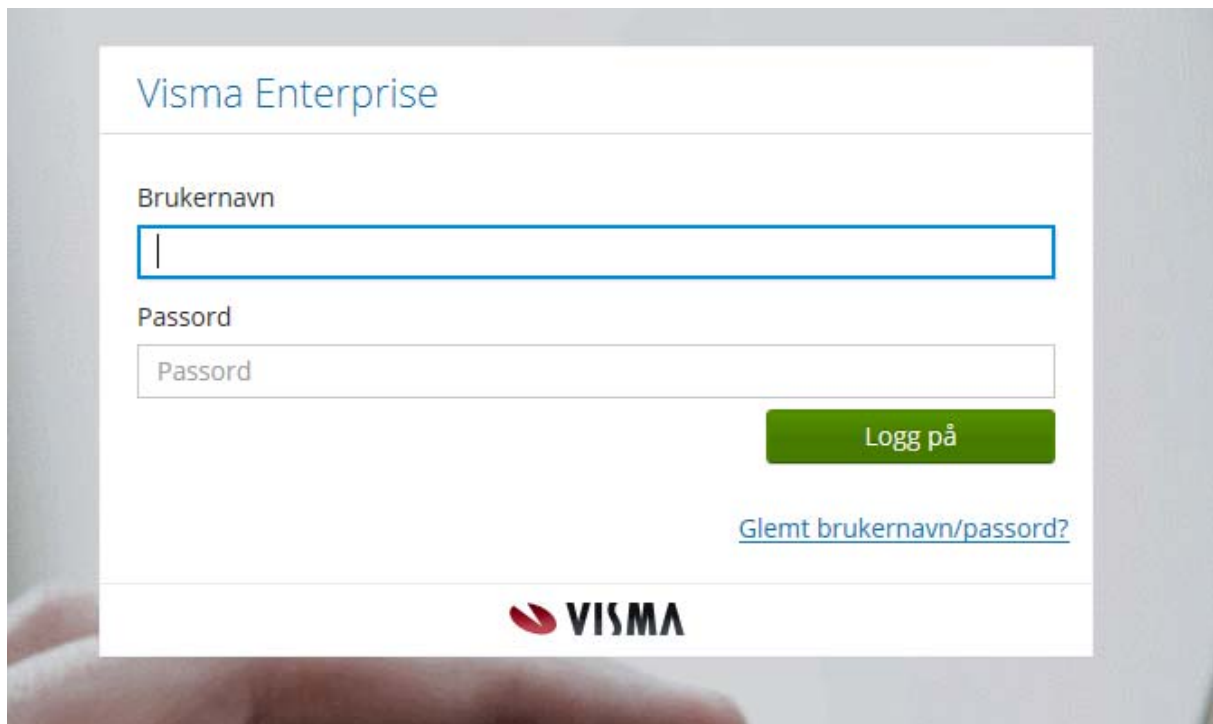 Visma Enterprise
Brukernavn
Passord
Passord
Logg på
Glemt brukernavn/passord?
VISMA